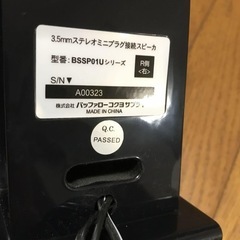 3.5mmステレオミニプラグ接続スピーカ
型番：BSSP01Uシリーズ
R側
<右>
S/N▼
A00323
株式会社バッファローコクヨサプライ
MADE IN CHINA
Q.C.
PASSED